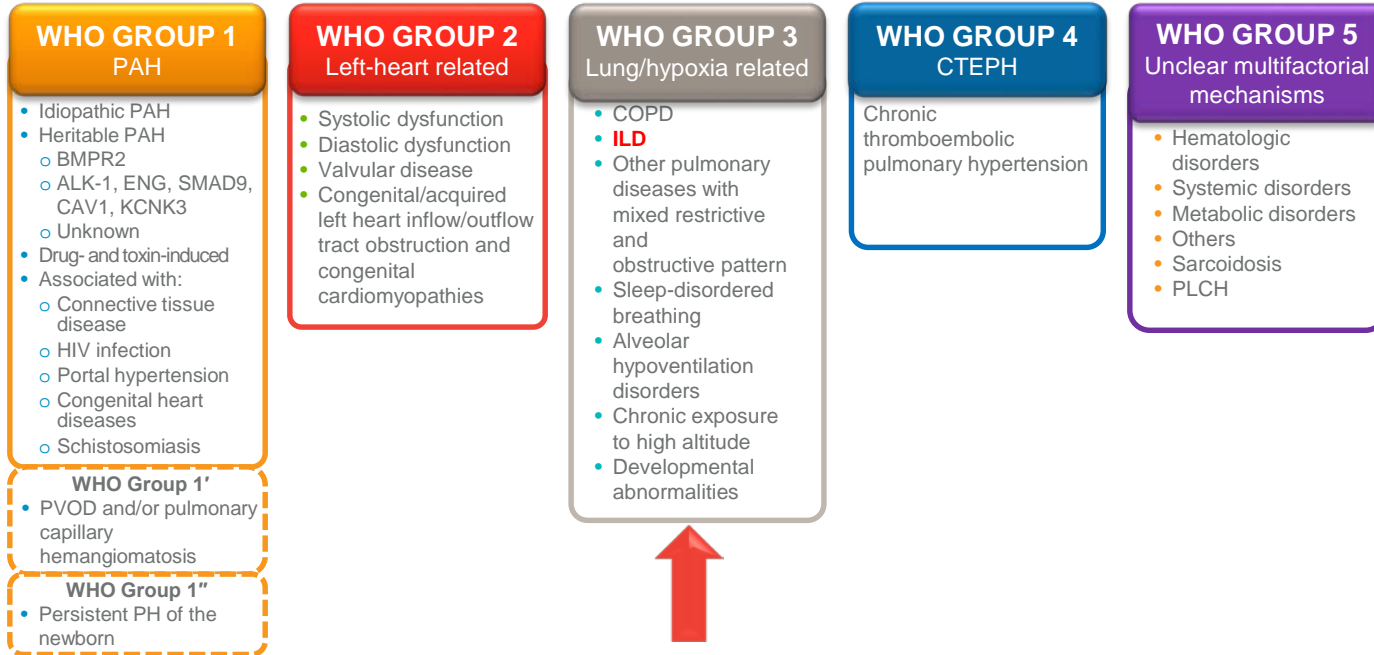 WHO GROUP 1
PAH
• Idiopathic PAH
• Heritable PAH
o BMPR2
o ALK-1, ENG, SMAD9,
CAV1, KCNK3
o Unknown
• Drug- and toxin-induced
• Associated with:
o Connective tissue
disease
o HIV infection
o Portal hypertension
o Congenital heart
diseases
o Schistosomiasis
WHO Group 1′
• PVOD and/or pulmonary
capillary
hemangiomatosis
WHO Group 1″
• Persistent PH of the
newborn
WHO GROUP 2
Left-heart related
• Systolic dysfunction
• Diastolic dysfunction
• Valvular disease
• Congenital/acquired
left heart inflow/outflow
tract obstruction and
congenital
cardiomyopathies
WHO GROUP 3
Lung/hypoxia related
• COPD
• ILD
• Other pulmonary
diseases with
mixed restrictive
and
obstructive pattern
• Sleep-disordered
breathing
• Alveolar
hypoventilation
disorders
• Chronic exposure
to high altitude
• Developmental
abnormalities
WHO GROUP 4
CTEPH
Chronic
thromboembolic
pulmonary hypertension
WHO GROUP 5
Unclear multifactorial
mechanisms
• Hematologic
disorders
• Systemic disorders
• Metabolic disorders
• Others
• Sarcoidosis
• PLCH